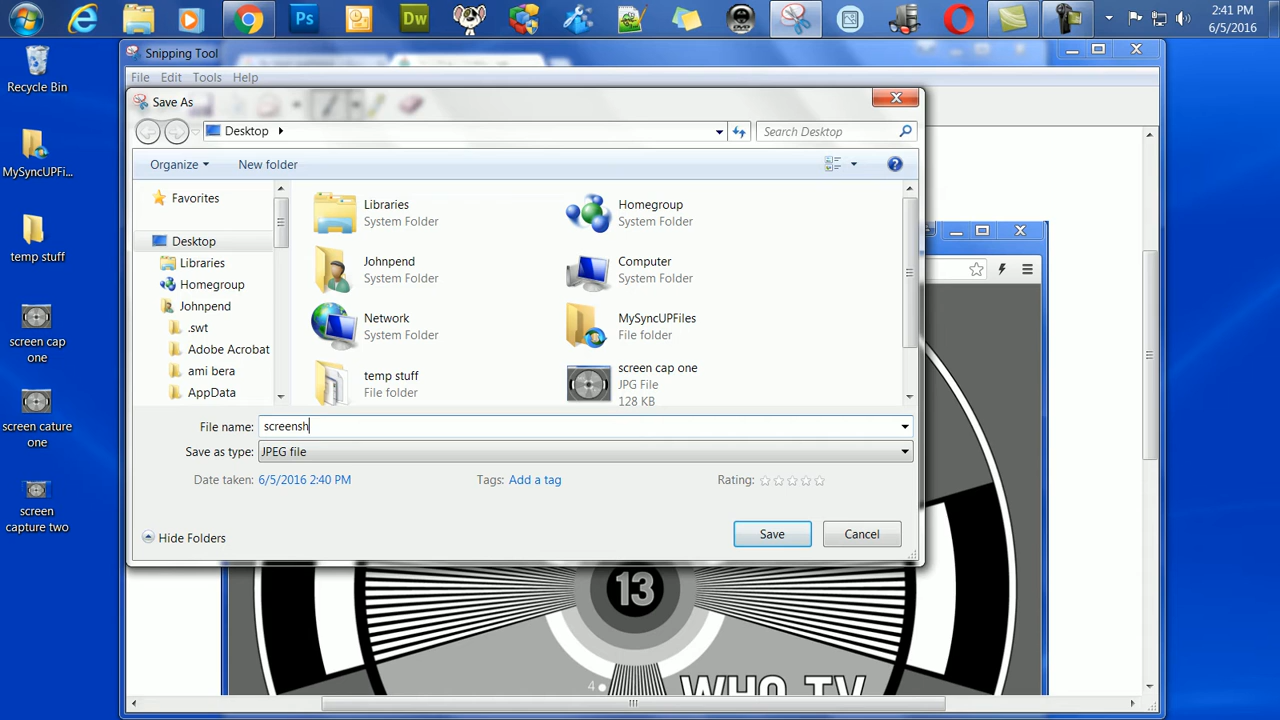 Ps
Dw
2:41 PM
6/5/2016
Recycle Bin
MySyncUPFi...
temp stuff
screen cap
one
screen cature
one
screen
capture two
Snipping Tool
File Edit Tools Help
Save As
Desktop
Search Desktop
Organize New folder
Favorites
Desktop
Libraries
Homegroup
Johnpend
.swt
Adobe Acrobat
ami bera
AppData
Libraries
System Folder
Homegroup
System Folder
Johnpend
System Folder
Computer
System Folder
Network
System Folder
MySyncUPFiles
File folder
temp stuff
File folder
screen cap one
JPG File
128 KB
File name: screensh
Save as type: JPEG file
Date taken: 6/5/2016 2:40 PM Tags: Add a tag Rating:
Hide Folders
Save Cancel
13
4
WHO TV